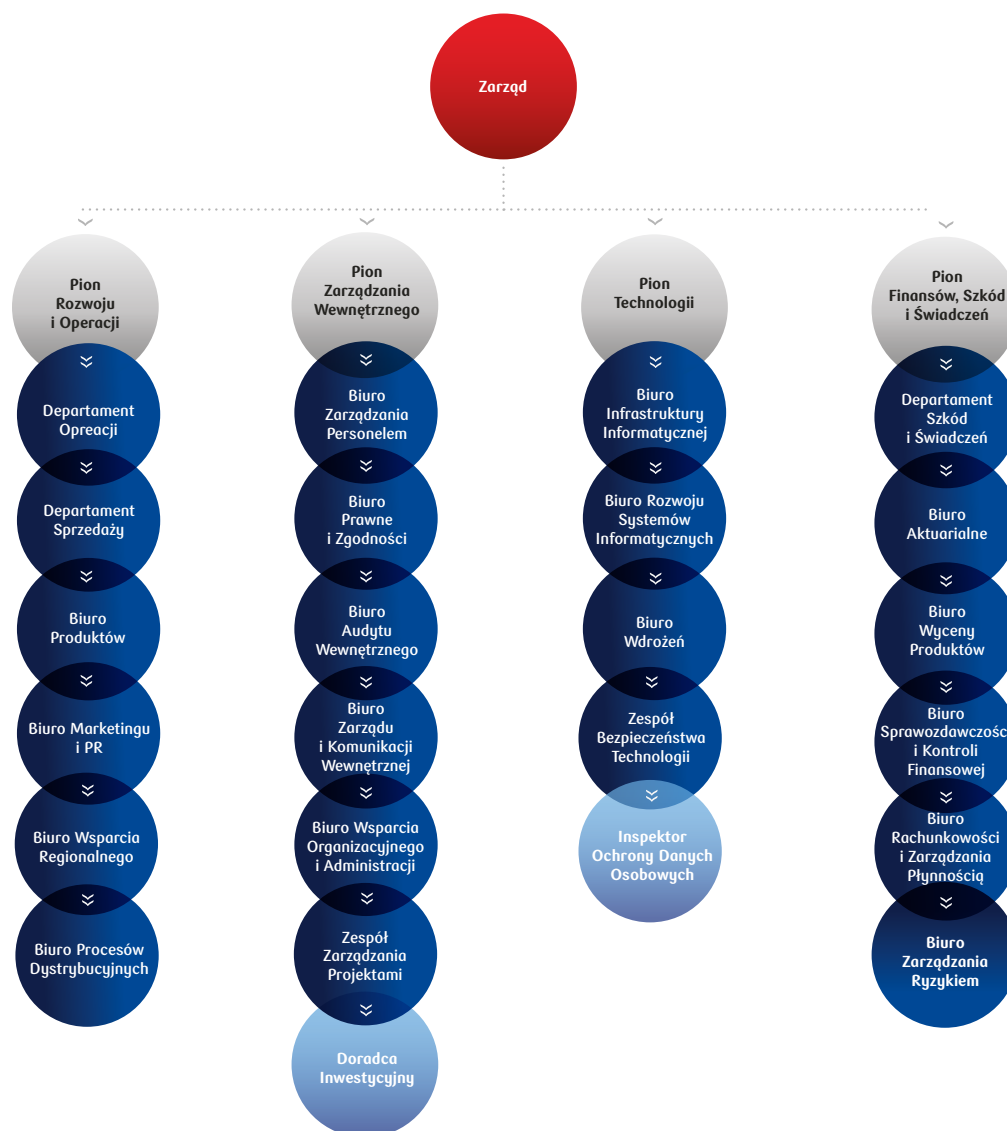 Zarząd
Pion
Rozwoju
i Operacji
Departament
Opreacji
Departament
Sprzedaży
Biuro
Produktów
Biuro Marketingu
i PR
Biuro Wsparcia
Regionalnego
Biuro Procesów
Dystrybucyjnych
Pion
Zarządzania
Wewnętrznego
Biuro
Zarządzania
Personelem
Biuro
Prawne
i Zgodności
Biuro
Audytu
Wewnętrznego
Biuro
Zarządu
i Komunikacji
Wewnętrznej
Biuro Wsparcia
Organizacyjnego
i Administracji
Zespół
Zarządzania
Projektami
Doradca
Inwestycyjny
Pion
Technologii
Biuro
Infrastruktury
Informatycznej
Biuro Rozwoju
Systemów
Informatycznych
Biuro
Wdrożeń
Zespół
Bezpieczeństwa
Technologii
Inspektor
Ochrony Danych
Osobowych
Pion
Finansów, Szkód
i Świadczeń
Departament
Szkód
i Świadczeń
Biuro
Aktuarialne
Biuro
Wyceny
Produktów
Biuro
Sprawozdawczości
i Kontroli
Finansowej
Biuro
Rachunkowości
i Zarządzania
Płynnością
Biuro
Zarządzania
Ryzykiem